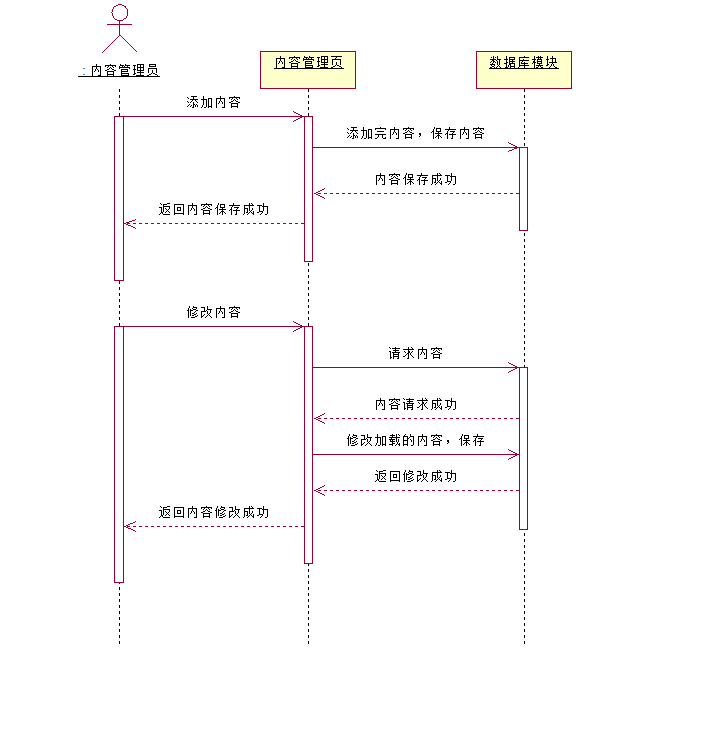 : 内容管理员
内容管理页
数据库模块
添加内容
添加完内容，保存内容
内容保存成功
返回内容保存成功
修改内容
请求内容
内容请求成功
修改加载的内容，保存
返回修改成功
返回内容修改成功